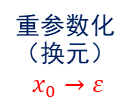 重参数化
（换元）
x₀ → ε